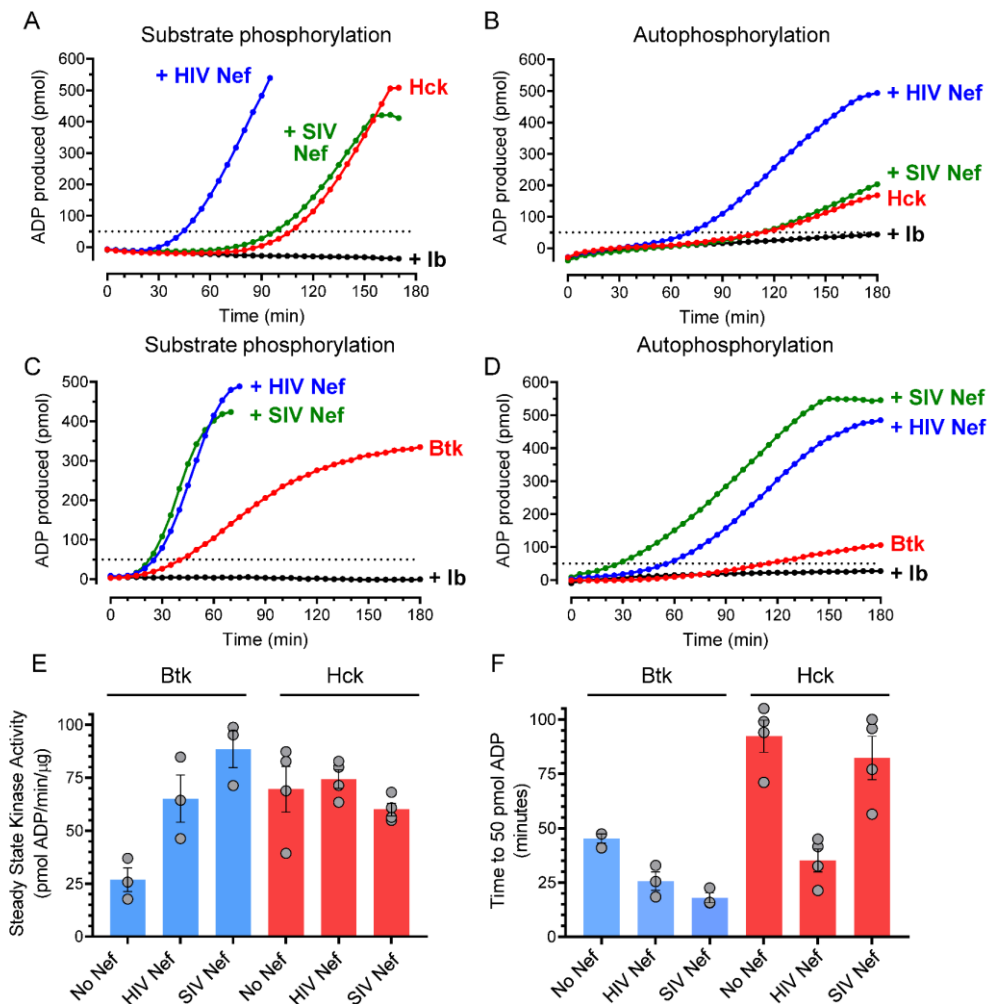 A
Substrate phosphorylation
ADP produced (pmol)
600
500
400
300
200
100
0
+ HIV Nef
Hck
+ SIV
Nef
+ Ib
0 30 60 90 120 150 180
Time (min)
B
Autophosphorylation
ADP produced (pmol)
600
500
400
300
200
100
0
+ HIV Nef
+ SIV Nef
Hck
+ Ib
0 30 60 90 120 150 180
Time (min)
C
Substrate phosphorylation
ADP produced (pmol)
500
400
300
200
100
0
+ HIV Nef
+ SIV Nef
Btk
+ Ib
0 30 60 90 120 150 180
Time (min)
D
Autophosphorylation
ADP produced (pmol)
600
500
400
300
200
100
0
+ SIV Nef
+ HIV Nef
Btk
+ Ib
0 30 60 90 120 150 180
Time (min)
E
Btk Hck
Steady State Kinase Activity
(pmol ADP/min/μg)
100
75
50
25
0
No Nef HIV Nef SIV Nef No Nef HIV Nef SIV Nef
F
Btk Hck
Time to 50 pmol ADP
(minutes)
100
75
50
25
0
No Nef HIV Nef SIV Nef No Nef HIV Nef SIV Nef